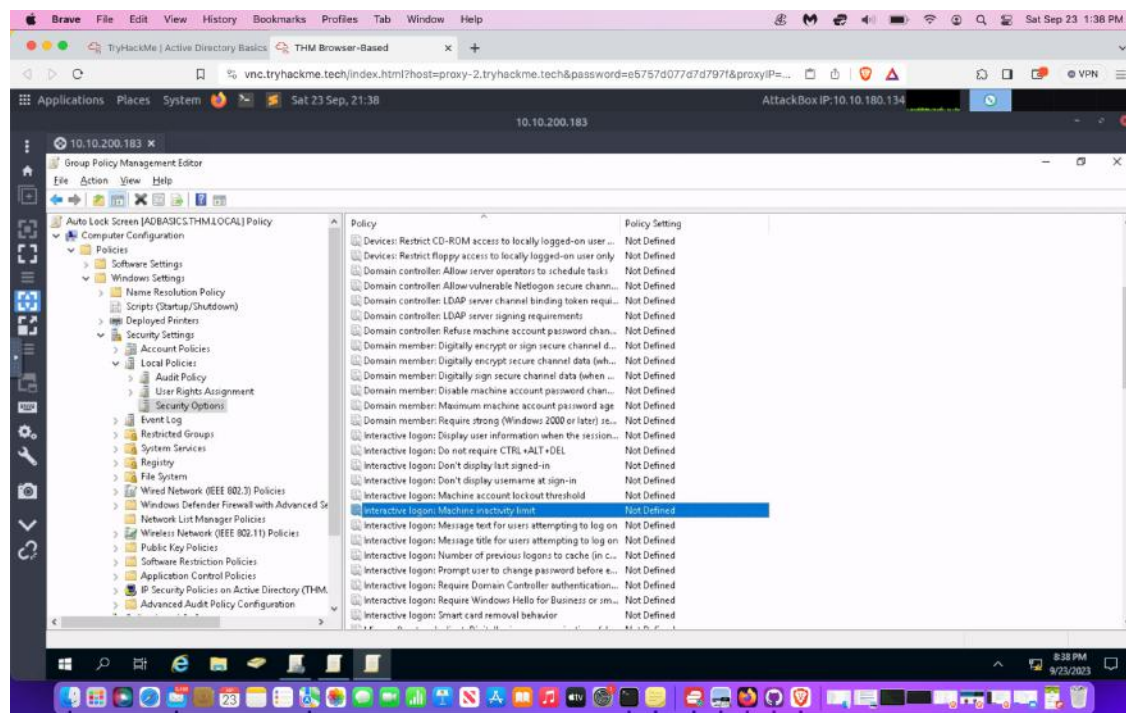 Brave File Edit View History Bookmarks Profiles Tab Window Help Sat Sep 23 1:38 PM
TryHackMe | Active Directory Basics THM Browser-Based
vnc.tryhackme.tech/index.html?host=proxy-2.tryhackme.tech&password=e5757d077d7d797f&proxyIP=... VPN
Applications Places System Sat 23 Sep, 21:38 AttackBox IP:10.10.180.134
10.10.200.183
10.10.200.183
Group Policy Management Editor
File Action View Help
Auto Lock Screen [ADBASICS.THM.LOCAL] Policy
Computer Configuration
Policies
Software Settings
Windows Settings
Name Resolution Policy
Scripts (Startup/Shutdown)
Deployed Printers
Security Settings
Account Policies
Local Policies
Audit Policy
User Rights Assignment
Security Options
Event Log
Restricted Groups
System Services
Registry
File System
Wired Network (IEEE 802.3) Policies
Windows Defender Firewall with Advanced Se
Network List Manager Policies
Wireless Network (IEEE 802.11) Policies
Public Key Policies
Software Restriction Policies
Application Control Policies
IP Security Policies on Active Directory (THM.
Advanced Audit Policy Configuration
Policy Policy Setting
Devices: Restrict CD-ROM access to locally logged-on user ... Not Defined
Devices: Restrict floppy access to locally logged-on user only Not Defined
Domain controller: Allow server operators to schedule tasks Not Defined
Domain controller: Allow vulnerable Netlogon secure chann... Not Defined
Domain controller: LDAP server channel binding token requi... Not Defined
Domain controller: LDAP server signing requirements Not Defined
Domain controller: Refuse machine account password chan... Not Defined
Domain member: Digitally encrypt or sign secure channel d... Not Defined
Domain member: Digitally encrypt secure channel data (wh... Not Defined
Domain member: Digitally sign secure channel data (when ... Not Defined
Domain member: Disable machine account password chan... Not Defined
Domain member: Maximum machine account password age Not Defined
Domain member: Require strong (Windows 2000 or later) se... Not Defined
Interactive logon: Display user information when the session... Not Defined
Interactive logon: Do not require CTRL+ALT+DEL Not Defined
Interactive logon: Don't display last signed-in Not Defined
Interactive logon: Don't display username at sign-in Not Defined
Interactive logon: Machine account lockout threshold Not Defined
Interactive logon: Machine inactivity limit Not Defined
Interactive logon: Message text for users attempting to log on Not Defined
Interactive logon: Message title for users attempting to log on Not Defined
Interactive logon: Number of previous logons to cache (in c... Not Defined
Interactive logon: Prompt user to change password before e... Not Defined
Interactive logon: Require Domain Controller authentication... Not Defined
Interactive logon: Require Windows Hello for Business or sm... Not Defined
Interactive logon: Smart card removal behavior Not Defined
8:38 PM
9/23/2023
23
tv